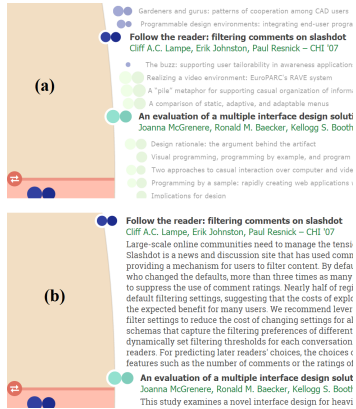 Gardeners and gurus: patterns of cooperation among CAD users
Programmable design environments: integrating end-user progra
Follow the reader: filtering comments on slashdot
Cliff A.C. Lampe, Erik Johnston, Paul Resnick – CHI '07
The buzz: supporting user tailorability in awareness application
(a)
Realizing a video environment: EuroPARC's RAVE system
A "pile" metaphor for supporting casual organization of inform
A comparison of static, adaptive, and adaptable menus
An evaluation of a multiple interface design soluti
Joanna McGrenere, Ronald M. Baecker, Kellogg S. Booth
Design rationale: the argument behind the artifact
Visual programming, programming by example, and program
Two approaches to casual interaction over computer and vide
Programming by a sample: rapidly creating web applications
Implications for design
Follow the reader: filtering comments on slashdot
Cliff A.C. Lampe, Erik Johnston, Paul Resnick – CHI '07
Large-scale online communities need to manage the tensi
Slashdot is a news and discussion site that has used comm
providing a mechanism for users to filter content. By defau
who changed the defaults, more than three times as many
(b)
to suppress the use of comment ratings. Nearly half of regi
default filtering settings, suggesting that the costs of explo
the expected benefit for many users. We recommend lever
filter settings to reduce the cost of changing settings for al
schemas that capture the filtering preferences of different
dynamically set filtering thresholds for each conversation
readers. For predicting later readers' choices, the choices o
features such as the number of comments or the ratings of
An evaluation of a multiple interface design solut
Joanna McGrenere, Ronald M. Baecker, Kellogg S. Booth
This study examines a novel interface design for heavi